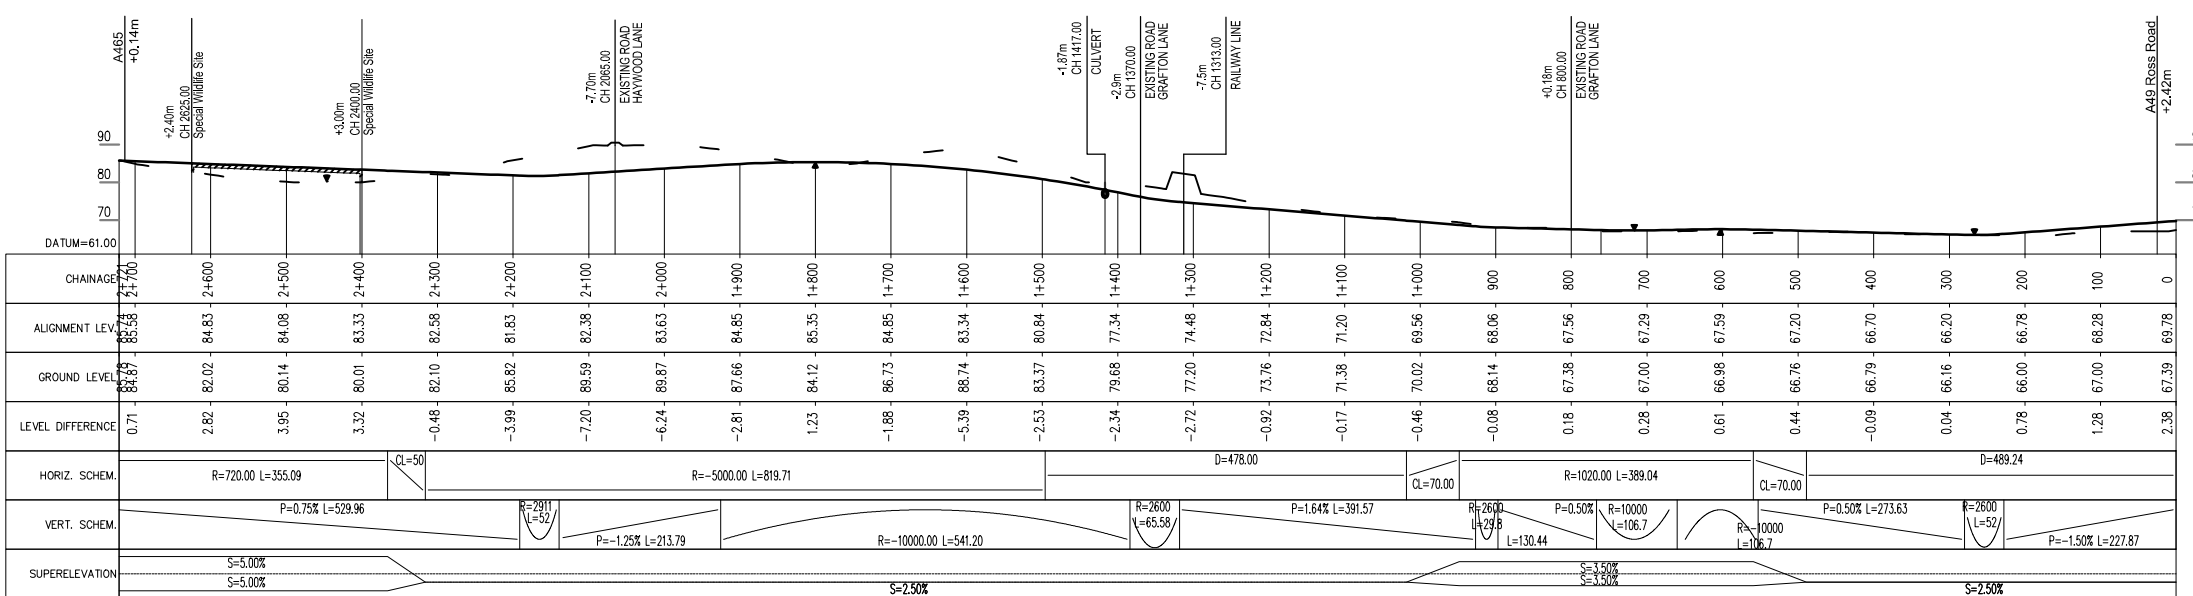 A465
+0.14m
+2.40m
CH 2625.00
Special Wildlife Site
+3.00m
CH 2400.00
Special Wildlife Site
-7.70m
CH 2065.00
EXISTING ROAD
HAYWOOD LANE
-1.87m
CH 1417.00
CULVERT
-2.9m
CH 1370.00
EXISTING ROAD
GRAFTON LANE
-7.5m
CH 1313.00
RAILWAY LINE
+0.18m
CH 800.00
EXISTING ROAD
GRAFTON LANE
A49 Ross Road
+2.42m
90
80
70
DATUM=61.00
CHAINAGE 2+721 2+700 2+600 2+500 2+400 2+300 2+200 2+100 2+000 1+900 1+800 1+700 1+600 1+500 1+400 1+300 1+200 1+100 1+000 900 800 700 600 500 400 300 200 100 0
ALIGNMENT LEV. 85.74 85.58 84.83 84.08 83.33 82.58 81.83 82.38 83.63 84.85 85.35 84.85 83.34 80.84 77.34 74.48 72.84 71.20 69.56 68.06 67.56 67.29 67.59 67.20 66.70 66.20 66.78 68.28 69.78
GROUND LEVEL 84.87 82.02 80.14 80.01 82.10 85.82 89.59 89.87 87.66 84.12 86.73 88.74 83.37 79.68 77.20 73.76 71.38 70.02 68.14 67.38 67.00 66.98 66.76 66.79 66.16 66.00 67.00 67.39
LEVEL DIFFERENCE 0.71 2.82 3.95 3.32 -0.48 -3.99 -7.20 -6.24 -2.81 1.23 -1.88 -5.39 -2.53 -2.34 -2.72 -0.92 -0.17 -0.46 -0.08 0.18 0.28 0.61 0.44 -0.09 0.04 0.78 1.28 2.38
HORIZ. SCHEM. R=720.00 L=355.09 CL=50 R=-5000.00 L=819.71 D=478.00 CL=70.00 R=1020.00 L=389.04 CL=70.00 D=489.24
VERT. SCHEM. P=0.75% L=529.96 R=2911 L=52 P=-1.25% L=213.79 R=-10000.00 L=541.20 R=2600 L=65.58 P=1.64% L=391.57 R=2600 L=29.8 P=0.50% L=130.44 R=10000 L=106.7 R=-10000 L=106.7 P=0.50% L=273.63 R=2600 L=52 P=-1.50% L=227.87
SUPERELEVATION S=5.00% S=5.00% S=2.50% S=3.50% S=3.50% S=2.50%